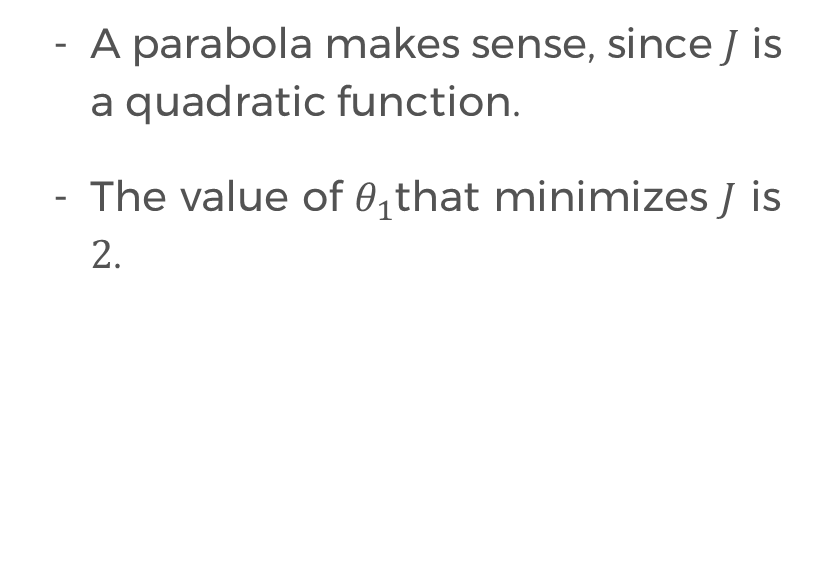 - A parabola makes sense, since J is
a quadratic function.
- The value of θ₁that minimizes J is
2.